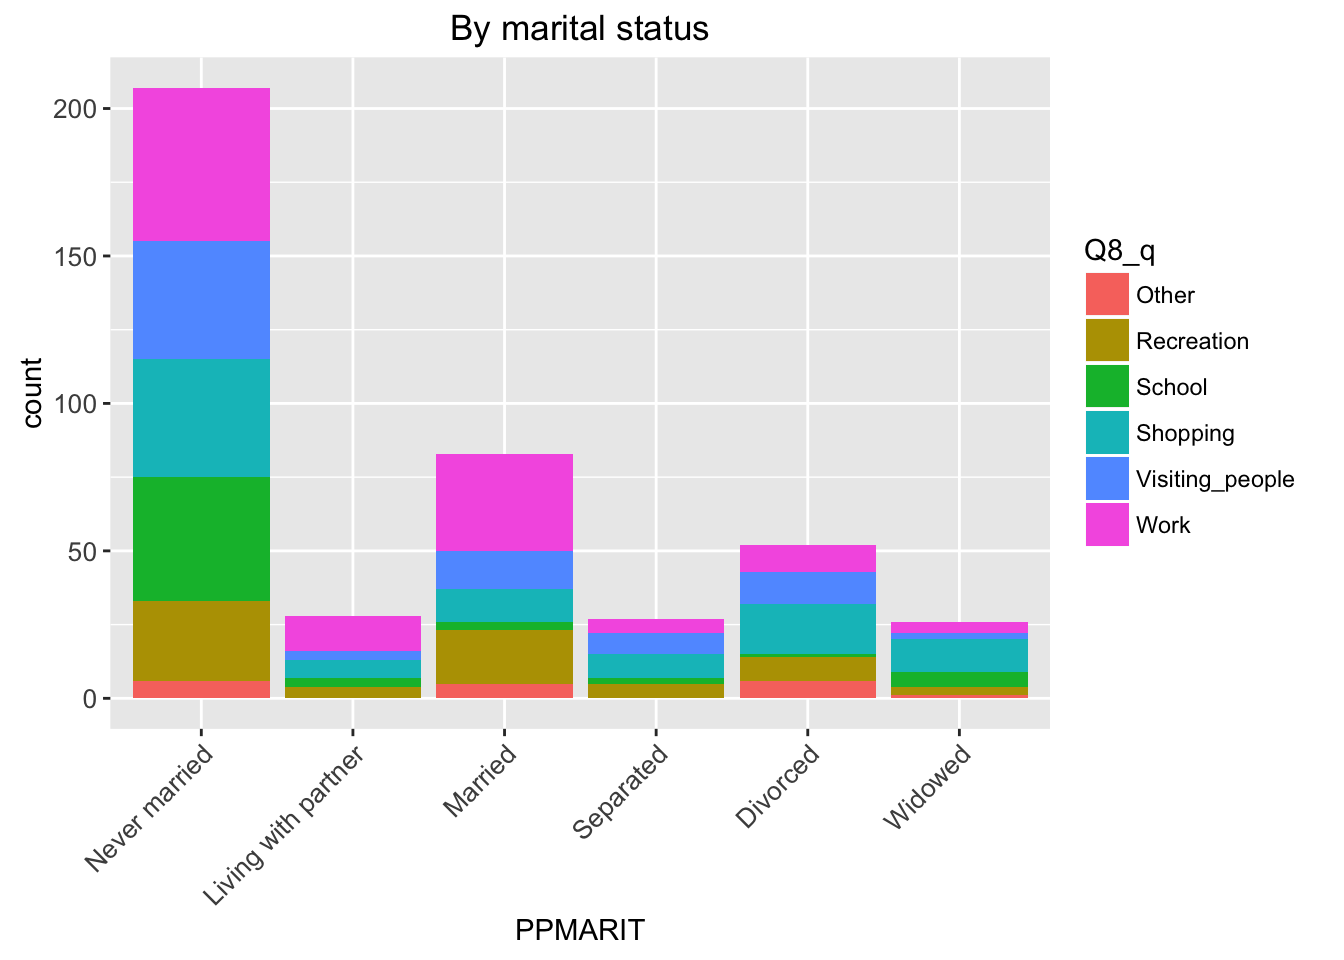 By marital status
200
150
100
50
0
count
Never married
Living with partner
Married
Separated
Divorced
Widowed
PPMARIT
Q8_q
Other
Recreation
School
Shopping
Visiting_people
Work